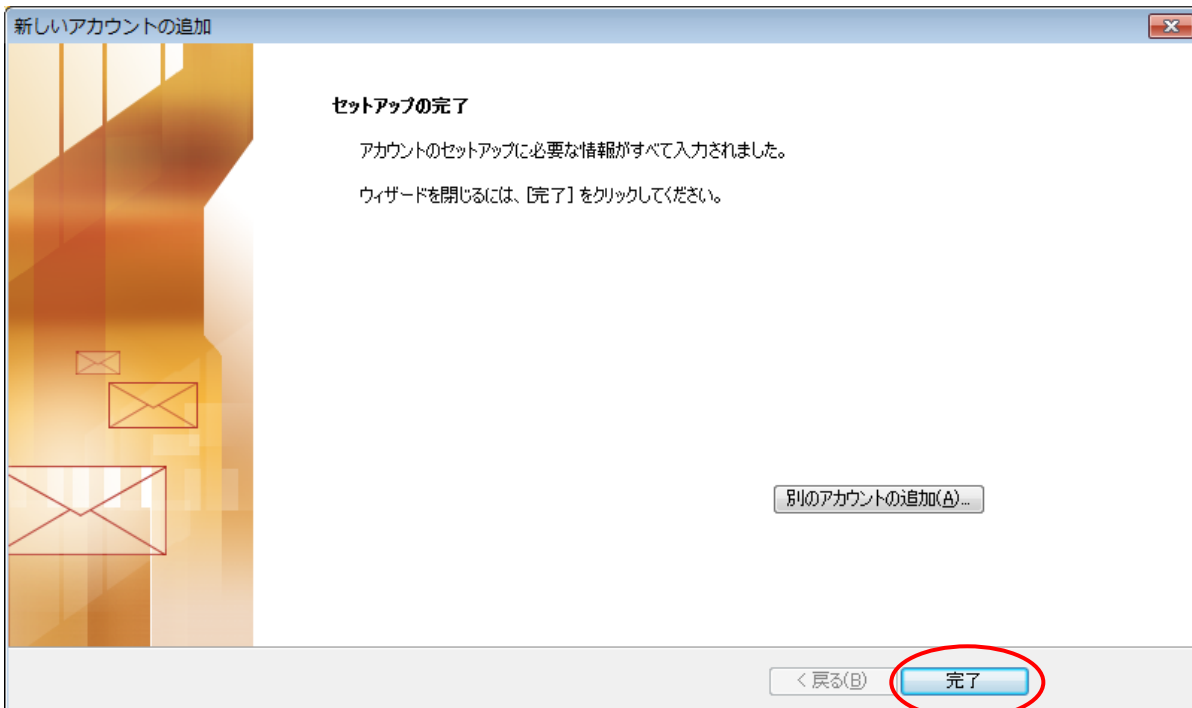 新しいアカウントの追加
セットアップの完了
アカウントのセットアップに必要な情報がすべて入力されました。
ウィザードを閉じるには、[完了] をクリックしてください。
別のアカウントの追加(A)...
< 戻る(B)
完了